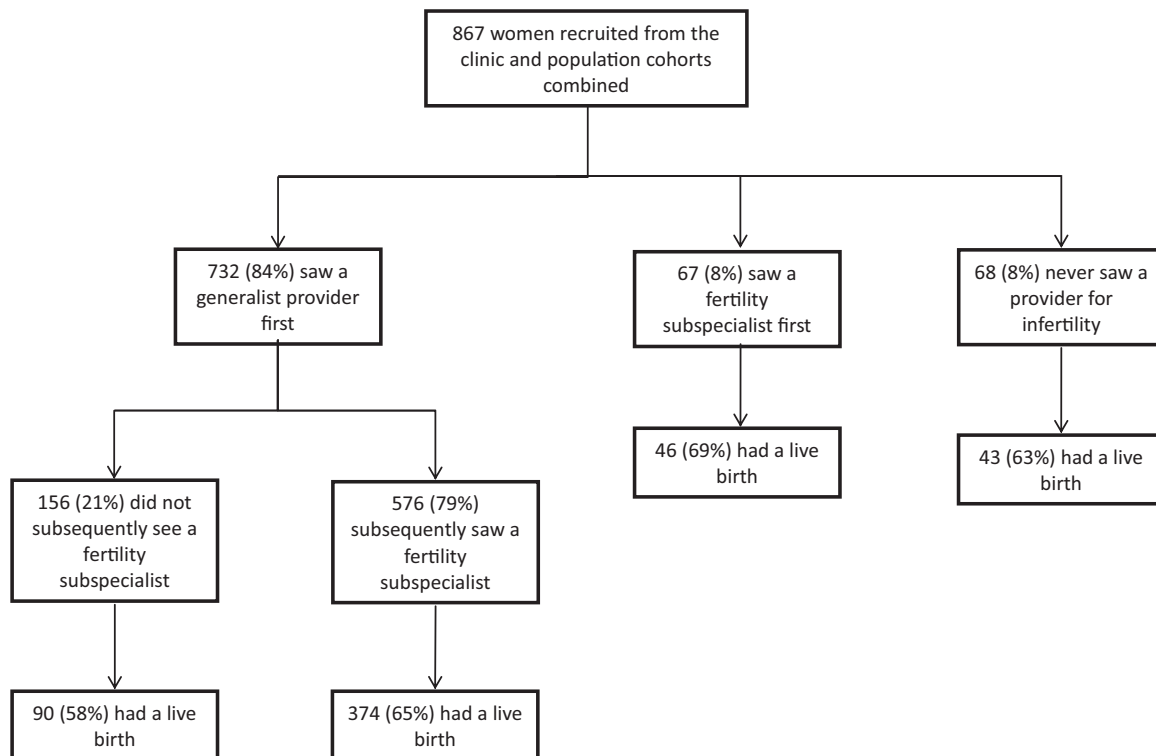 867 women recruited from the
clinic and population cohorts
combined
732 (84%) saw a
generalist provider
first
67 (8%) saw a
fertility
subspecialist first
68 (8%) never saw a
provider for
infertility
46 (69%) had a live
birth
43 (63%) had a live
birth
156 (21%) did not
subsequently see a
fertility
subspecialist
576 (79%)
subsequently saw a
fertility
subspecialist
90 (58%) had a live
birth
374 (65%) had a live
birth